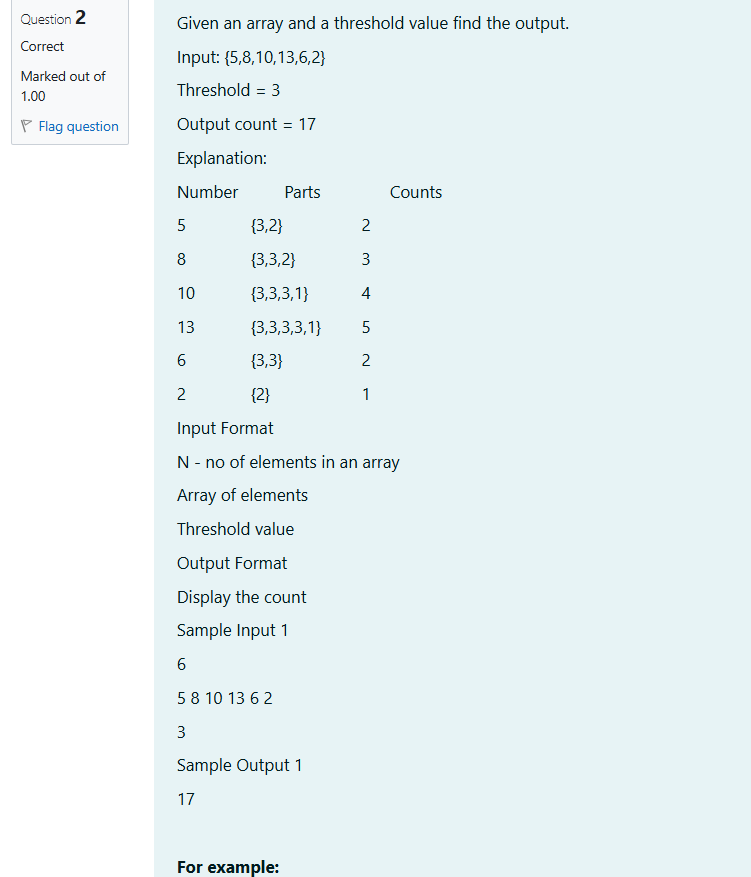 Question 2
Correct
Marked out of
1.00
Flag question
Given an array and a threshold value find the output.
Input: {5,8,10,13,6,2}
Threshold = 3
Output count = 17
Explanation:
Number Parts Counts
5 {3,2} 2
8 {3,3,2} 3
10 {3,3,3,1} 4
13 {3,3,3,3,1} 5
6 {3,3} 2
2 {2} 1
Input Format
N - no of elements in an array
Array of elements
Threshold value
Output Format
Display the count
Sample Input 1
6
5 8 10 13 6 2
3
Sample Output 1
17
For example: